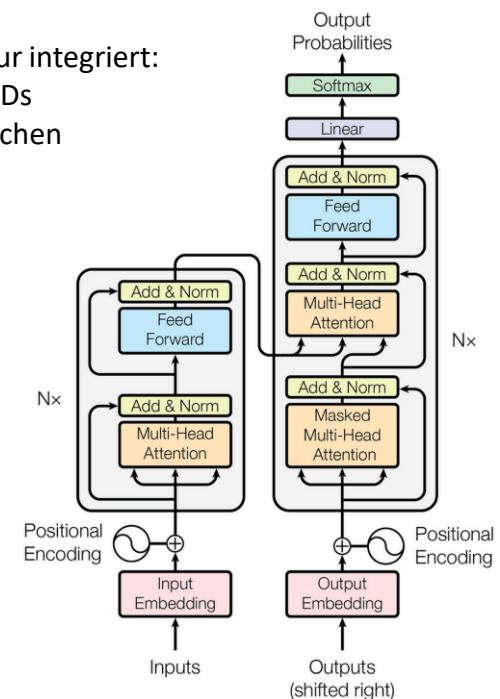 ur integriert:
Ds
chen
Output
Probabilities
Softmax
Linear
Add & Norm
Feed
Forward
Add & Norm
Multi-Head
Attention
Nx
Add & Norm
Masked
Multi-Head
Attention
Add & Norm
Feed
Forward
Nx
Add & Norm
Multi-Head
Attention
Positional
Encoding
Positional
Encoding
Input
Embedding
Output
Embedding
Inputs
Outputs
(shifted right)